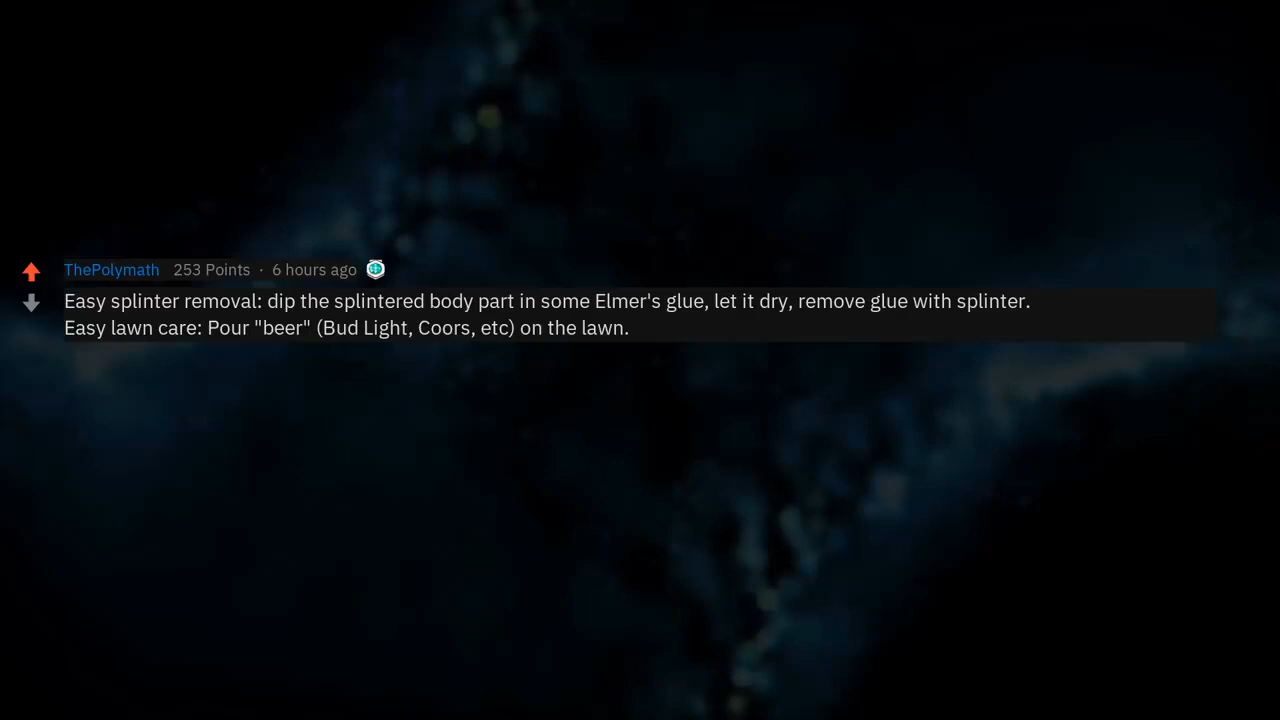 ThePolymath 253 Points · 6 hours ago
Easy splinter removal: dip the splintered body part in some Elmer's glue, let it dry, remove glue with splinter.
Easy lawn care: Pour "beer" (Bud Light, Coors, etc) on the lawn.